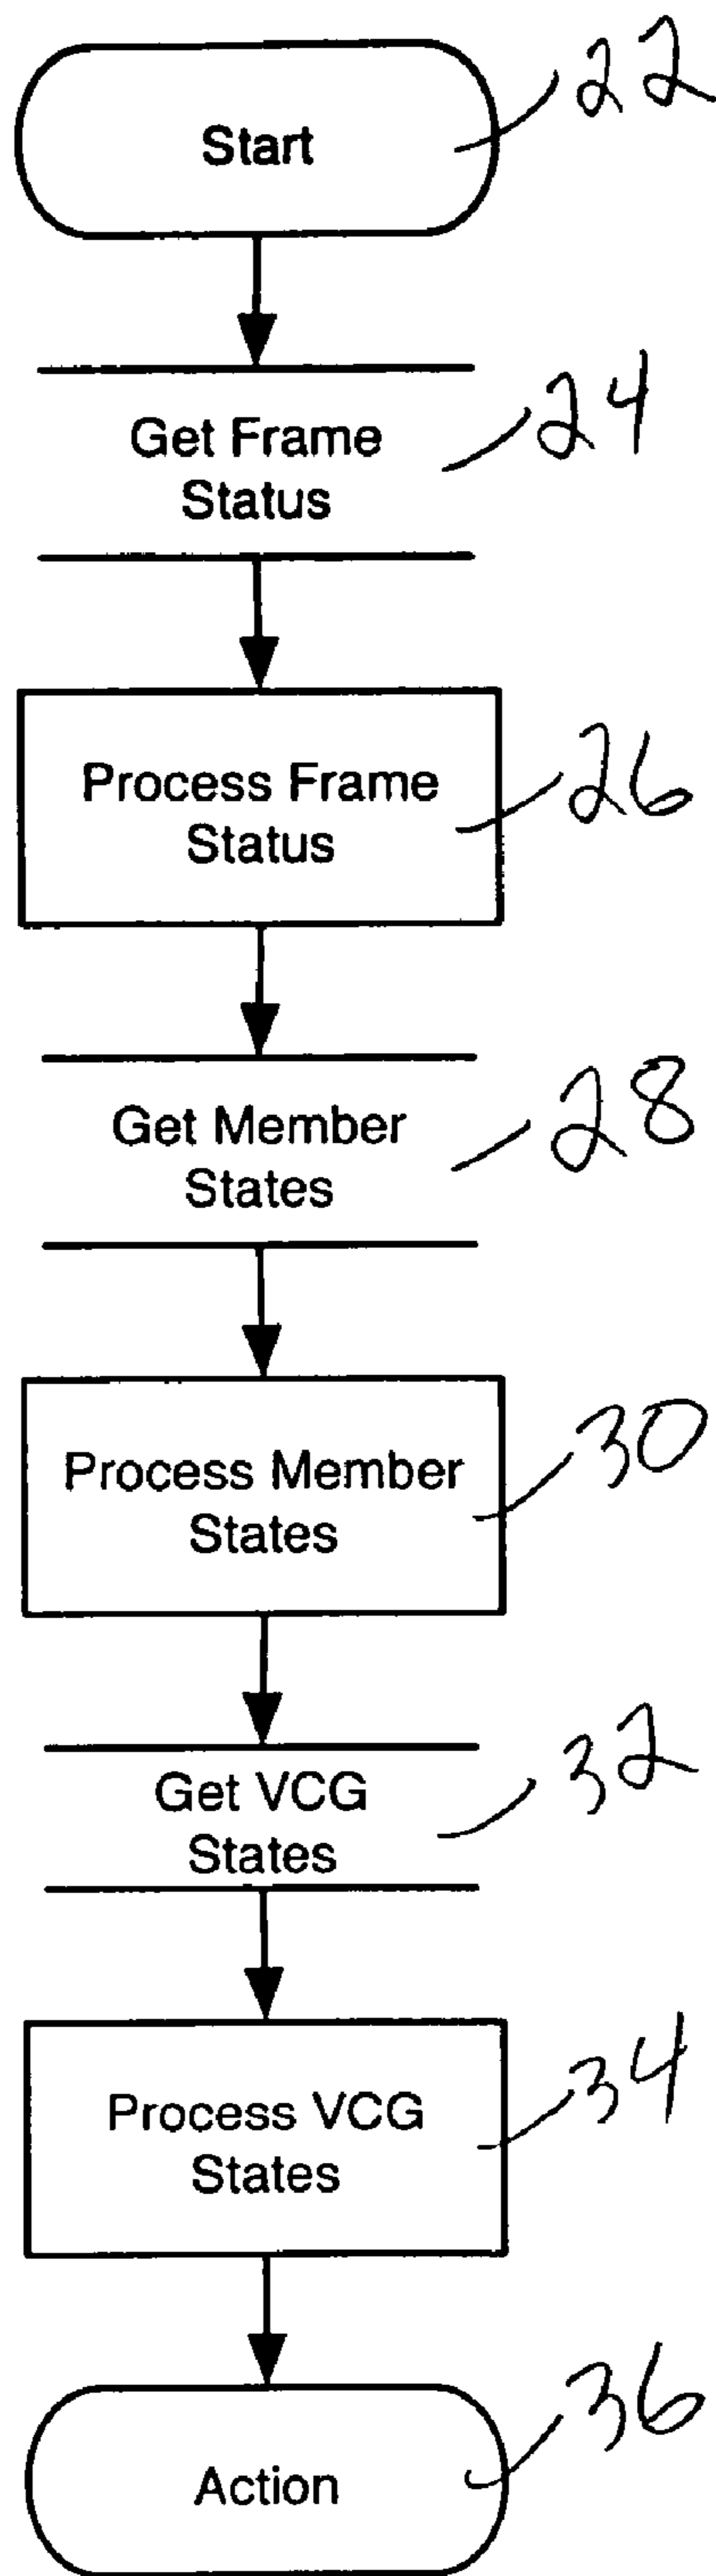 Start
22
Get Frame
Status
24
Process Frame
Status
26
Get Member
States
28
Process Member
States
30
Get VCG
States
32
Process VCG
States
34
Action
36